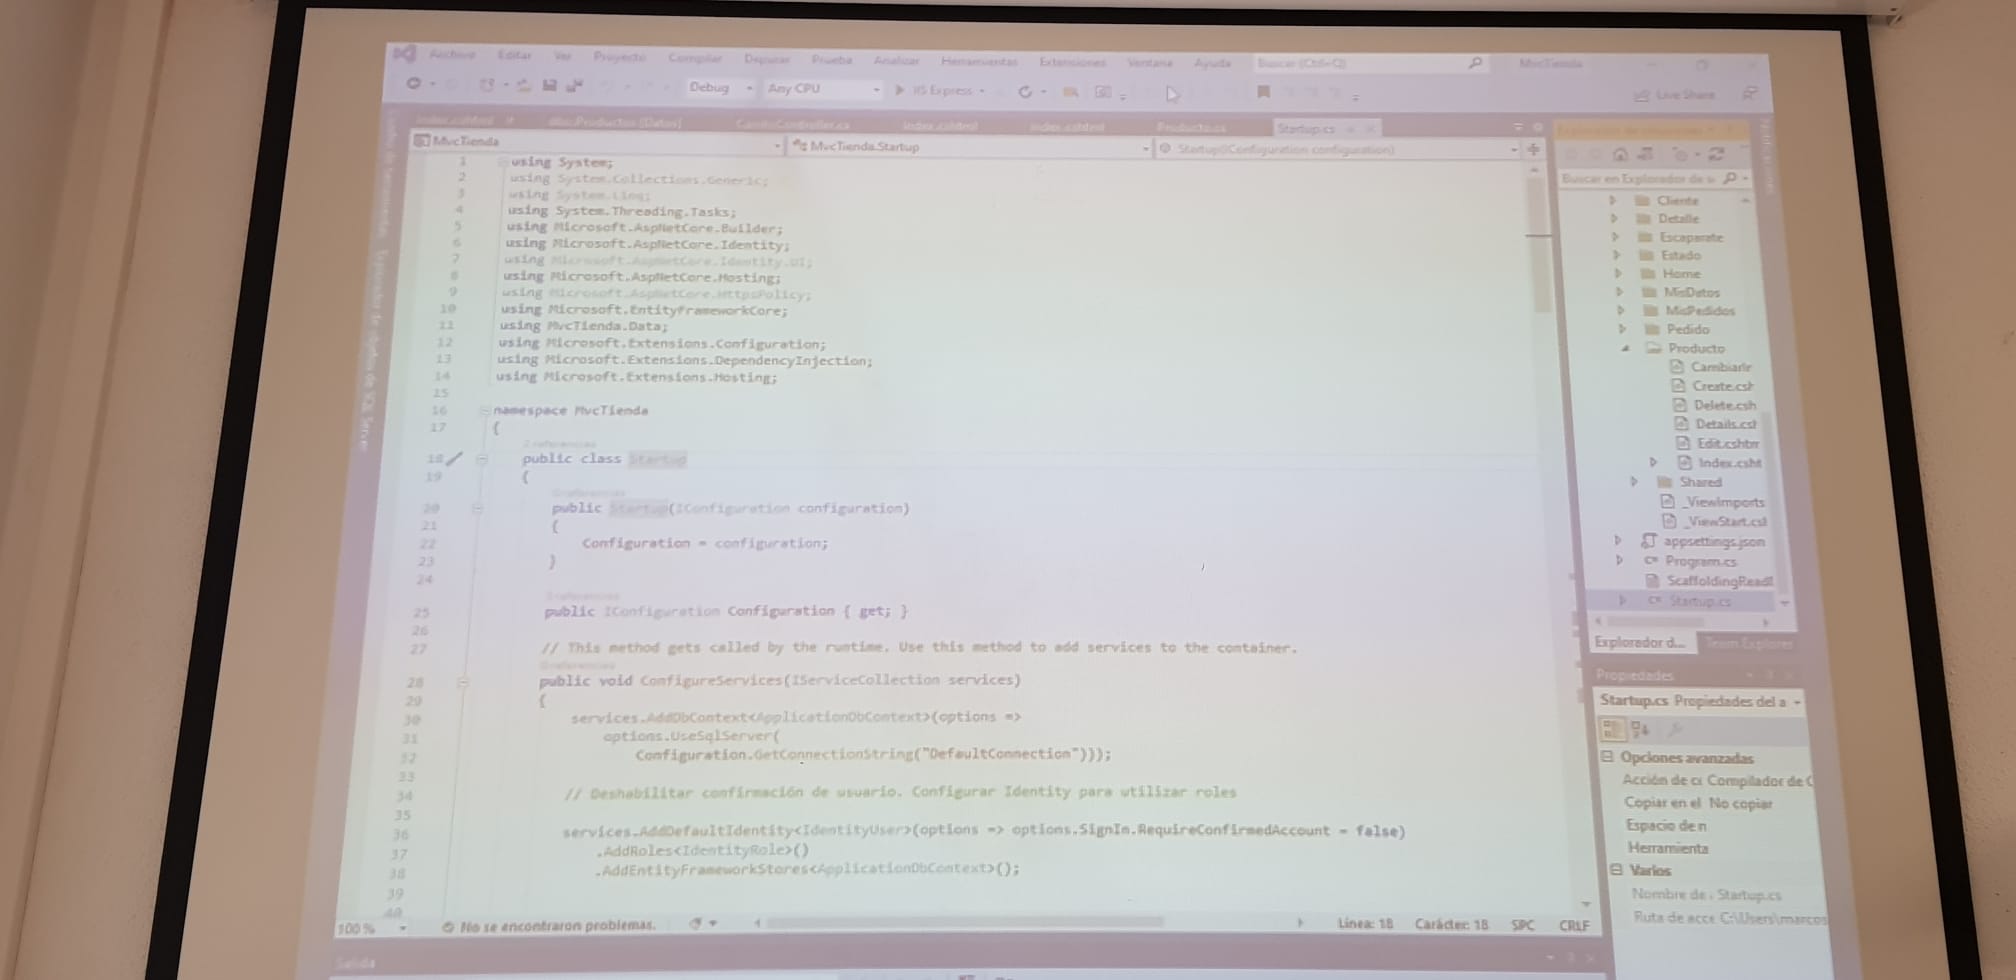 Archivo Editar Ver Proyecto Compilar Depurar Prueba Analizar Herramientas Extensiones Ventana Ayuda Buscar (Ctrl+Q) MvcTienda
Debug Any CPU IIS Express Live Share
Index.cshtml dbo.Productos [Datos] CarritoController.cs Index.cshtml Index.cshtml Producto.cs Startup.cs
MvcTienda MvcTienda.Startup Startup(IConfiguration configuration)
1 using System;
2 using System.Collections.Generic;
3 using System.Linq;
4 using System.Threading.Tasks;
5 using Microsoft.AspNetCore.Builder;
6 using Microsoft.AspNetCore.Identity;
7 using Microsoft.AspNetCore.Identity.UI;
8 using Microsoft.AspNetCore.Hosting;
9 using Microsoft.AspNetCore.HttpsPolicy;
10 using Microsoft.EntityFrameworkCore;
11 using MvcTienda.Data;
12 using Microsoft.Extensions.Configuration;
13 using Microsoft.Extensions.DependencyInjection;
14 using Microsoft.Extensions.Hosting;
15
16 namespace MvcTienda
17 {
2 referencias
18 public class Startup
19 {
0 referencias
20 public Startup(IConfiguration configuration)
21 {
22 Configuration = configuration;
23 }
24
referencias
25 public IConfiguration Configuration { get; }
26
27 // This method gets called by the runtime. Use this method to add services to the container.
0 referencias
28 public void ConfigureServices(IServiceCollection services)
29 {
30 services.AddDbContext<ApplicationDbContext>(options =>
31 options.UseSqlServer(
32 Configuration.GetConnectionString("DefaultConnection")));
33
34 // Deshabilitar confirmación de usuario. Configurar Identity para utilizar roles
35
36 services.AddDefaultIdentity<IdentityUser>(options => options.SignIn.RequireConfirmedAccount = false)
37 .AddRoles<IdentityRole>()
38 .AddEntityFrameworkStores<ApplicationDbContext>();
39
40
100 % No se encontraron problemas. Línea: 18 Carácter: 18 SPC CRLF
Salida
Buscar en Explorador de
Cliente
Detalle
Escaparate
Estado
Home
MisDatos
MisPedidos
Pedido
Producto
CambiarIr
Create.csh
Delete.csh
Details.csh
Edit.cshtm
Index.csht
Shared
_ViewImports
_ViewStart.csl
appsettings.json
Program.cs
ScaffoldingRead
Startup.cs
Explorador d... Team Explorer
Propiedades
Startup.cs Propiedades del a
Opciones avanzadas
Acción de cc Compilador de C
Copiar en el No copiar
Espacio de n
Herramienta
Varios
Nombre de Startup.cs
Ruta de acce C:\Users\marcos